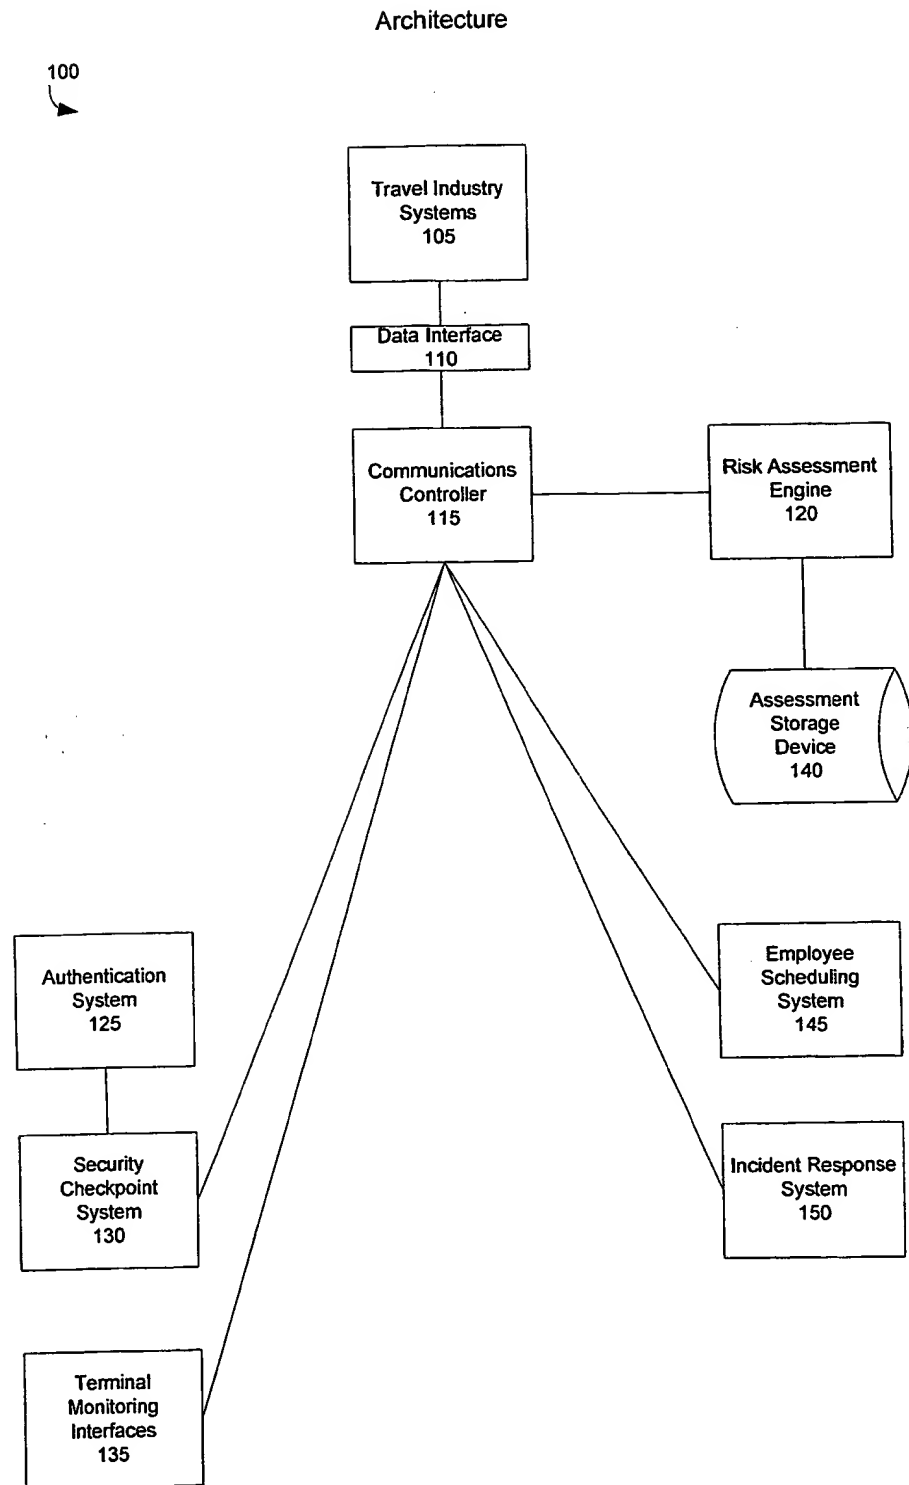 Architecture
100
Travel Industry
Systems
105
Data Interface
110
Communications
Controller
115
Risk Assessment
Engine
120
Assessment
Storage
Device
140
Authentication
System
125
Employee
Scheduling
System
145
Security
Checkpoint
System
130
Incident Response
System
150
Terminal
Monitoring
Interfaces
135